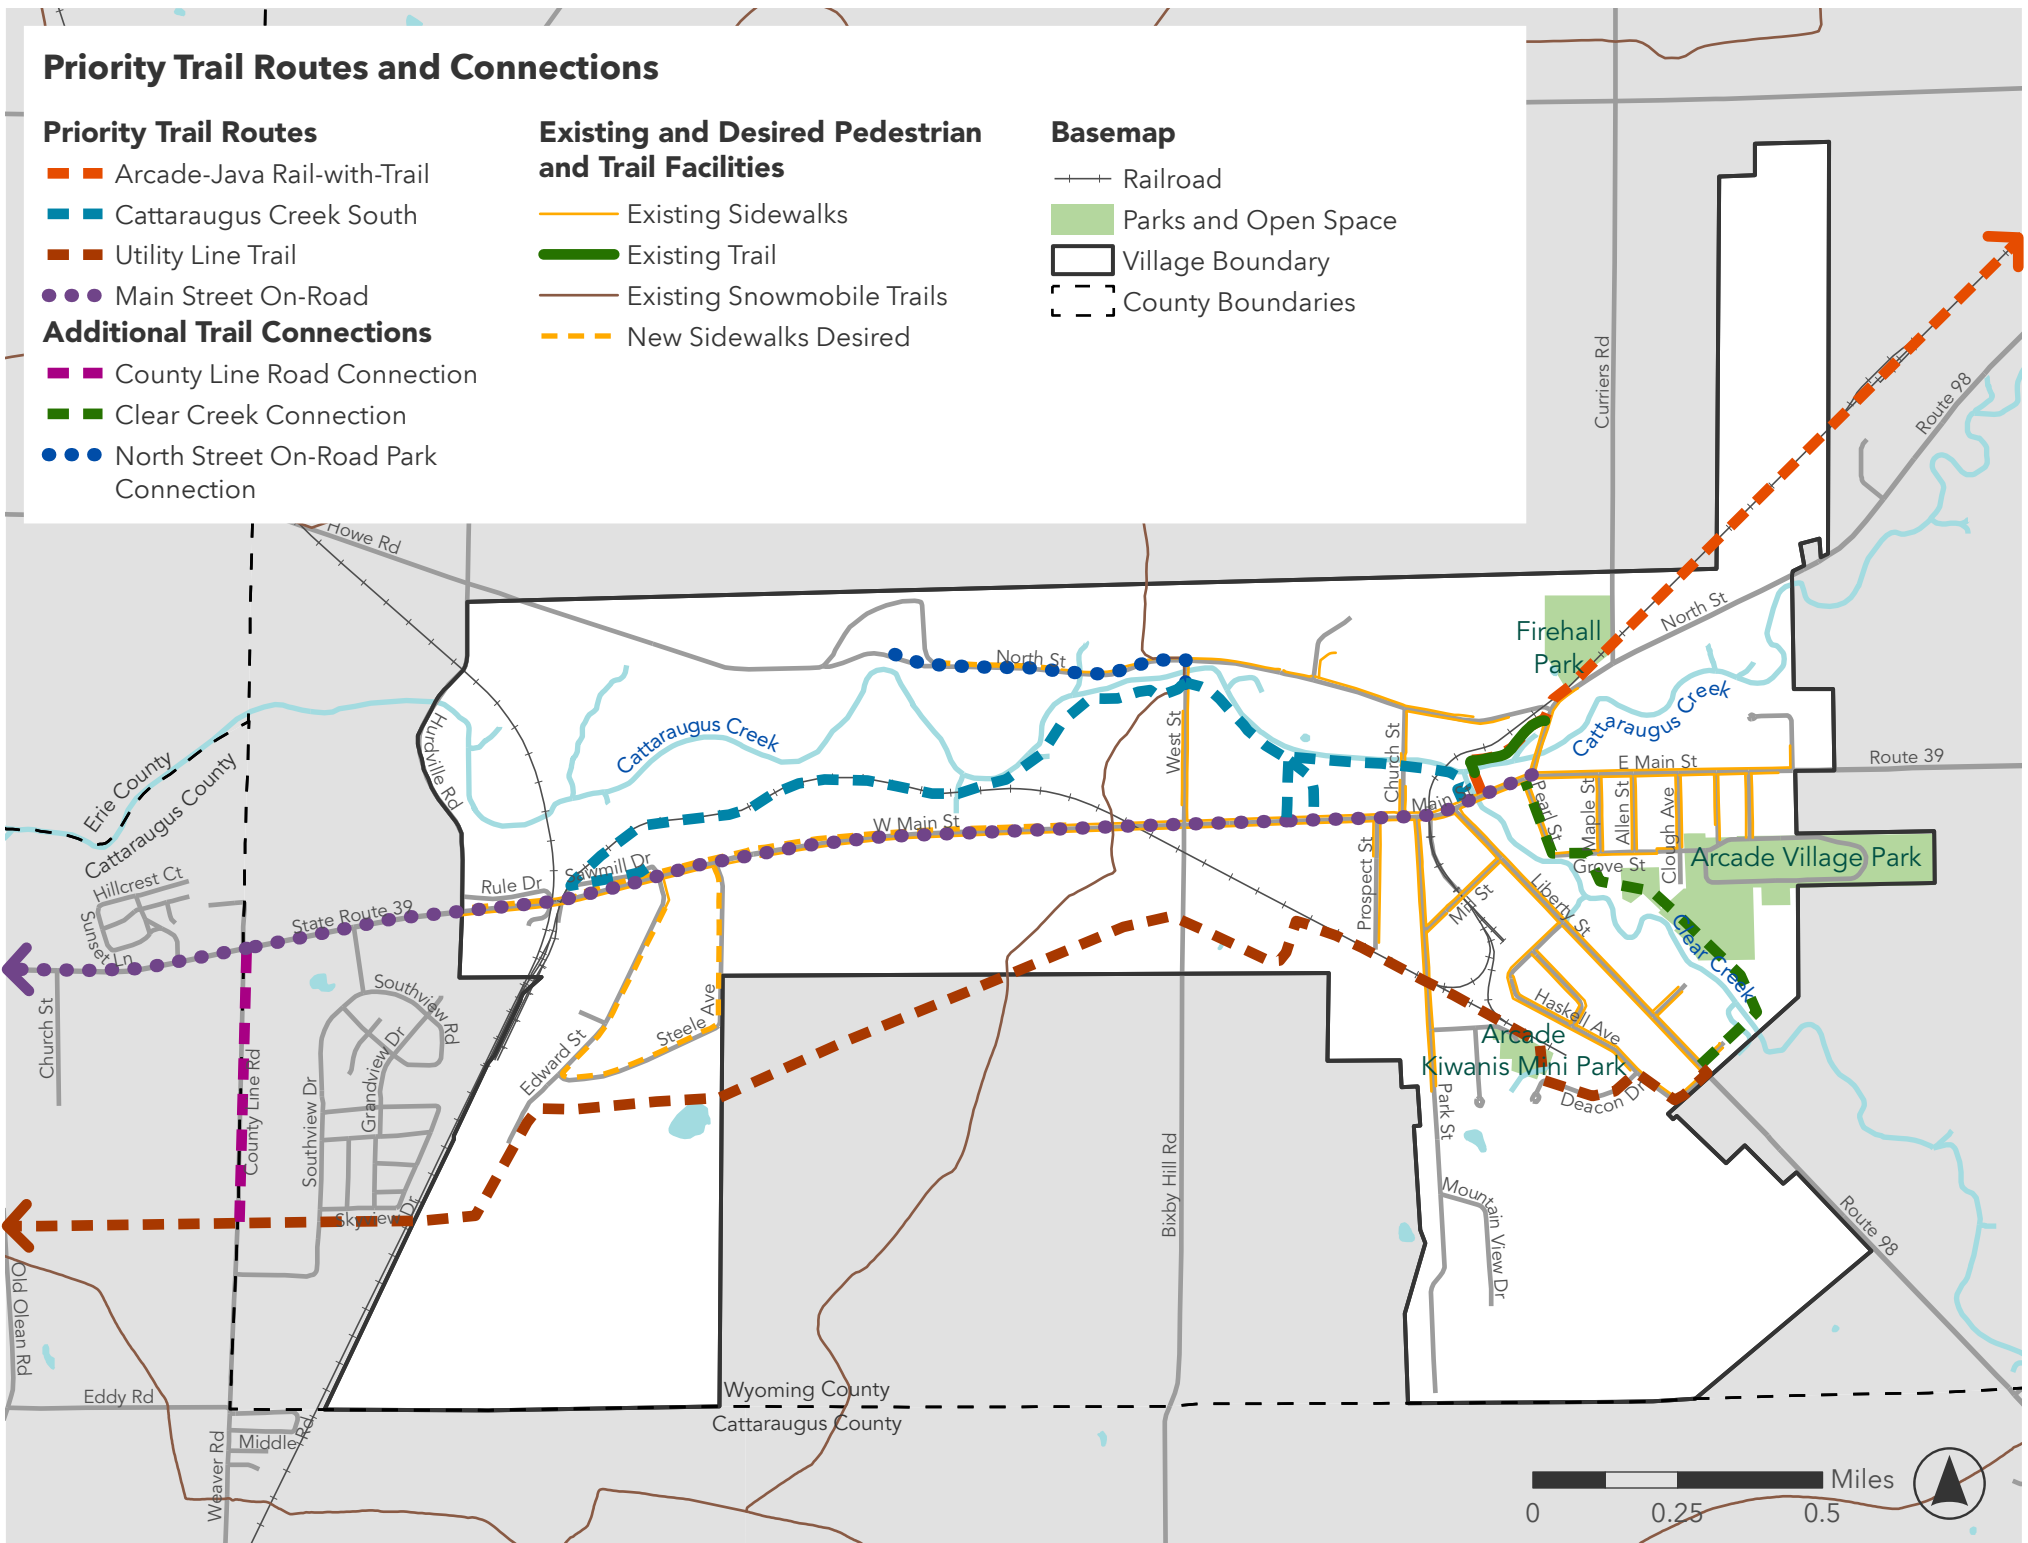 Priority Trail Routes and Connections
Priority Trail Routes
Arcade-Java Rail-with-Trail
Cattaraugus Creek South
Utility Line Trail
Main Street On-Road
Additional Trail Connections
County Line Road Connection
Clear Creek Connection
North Street On-Road Park
Connection
Existing and Desired Pedestrian
and Trail Facilities
Existing Sidewalks
Existing Trail
Existing Snowmobile Trails
New Sidewalks Desired
Basemap
Railroad
Parks and Open Space
Village Boundary
County Boundaries
Curriers Rd
Route 98
Howe Rd
North St
Firehall
Park
North St
Hurdville Rd
Cattaraugus Creek
West St
Church St
Cattaraugus Creek
E Main St
Route 39
Erie County
Cattaraugus County
W Main St
Main St
Pearl St
Maple St
Allen St
Clough Ave
Arcade Village Park
Grove St
Hillcrest Ct
Sunset Ln
State Route 39
Rule Dr
Sawmill Dr
Prospect St
Mill St
Liberty St
Clear Creek
Church St
Southview Rd
Grandview Dr
Southview Dr
County Line Rd
Edward St
Steele Ave
Haskell Ave
Arcade
Kiwanis Mini Park
Deacon Dr
Park St
Bixby Hill Rd
Skyview Dr
Mountain View Dr
Route 98
Old Olean Rd
Eddy Rd
Wyoming County
Cattaraugus County
Middle Rd
Weaver Rd
Miles
0
0.25
0.5